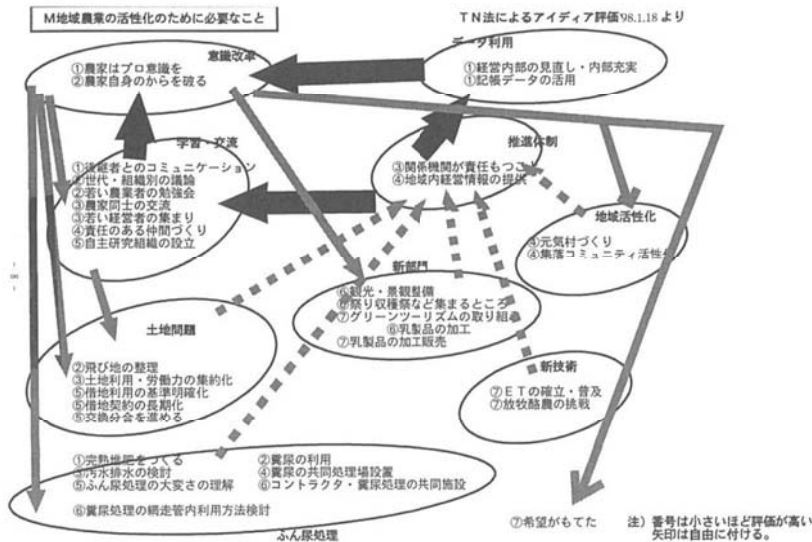 M地域農業の活性化のために必要なこと
TN法によるアイディア評価'98.1.18 より
意識改革
①農家はプロ意識を
②農家自身のからを破る
データ利用
①経営内部の見直し・内部充実
①記帳データの活用
学習・交流
①後継者とのコミュニケーション
①世代・組織別の議論
②若い農業者の勉強会
③農家同士の交流
③若い経営者の集まり
④責任のある仲間づくり
⑤自主研究組織の設立
推進体制
③関係機関が責任もつこと
④地域内経営情報の提供
地域活性化
④元気村づくり
④集落コミュニティ活性化
新部門
⑥観光・景観整備
⑥祭り収穫祭など集まるところ
⑦グリーンツーリズムの取り組み
⑥乳製品の加工
⑦乳製品の加工販売
土地問題
②飛び地の整理
③土地利用・労働力の集約化
⑤借地利用の基準明確化
⑤借地契約の長期化
⑤交換分合を進める
新技術
⑦ETの確立・普及
⑦放牧酪農の挑戦
①完熟堆肥をつくる ②糞尿の利用
③汚水排水の検討 ④糞尿の共同処理場設置
⑤ふん尿処理の大変さの理解 ⑥コントラクタ・糞尿処理の共同施設
⑥糞尿処理の網走管内利用方法検討
ふん尿処理
⑦希望がもてた
注）番号は小さいほど評価が高い
矢印は自由に付ける。